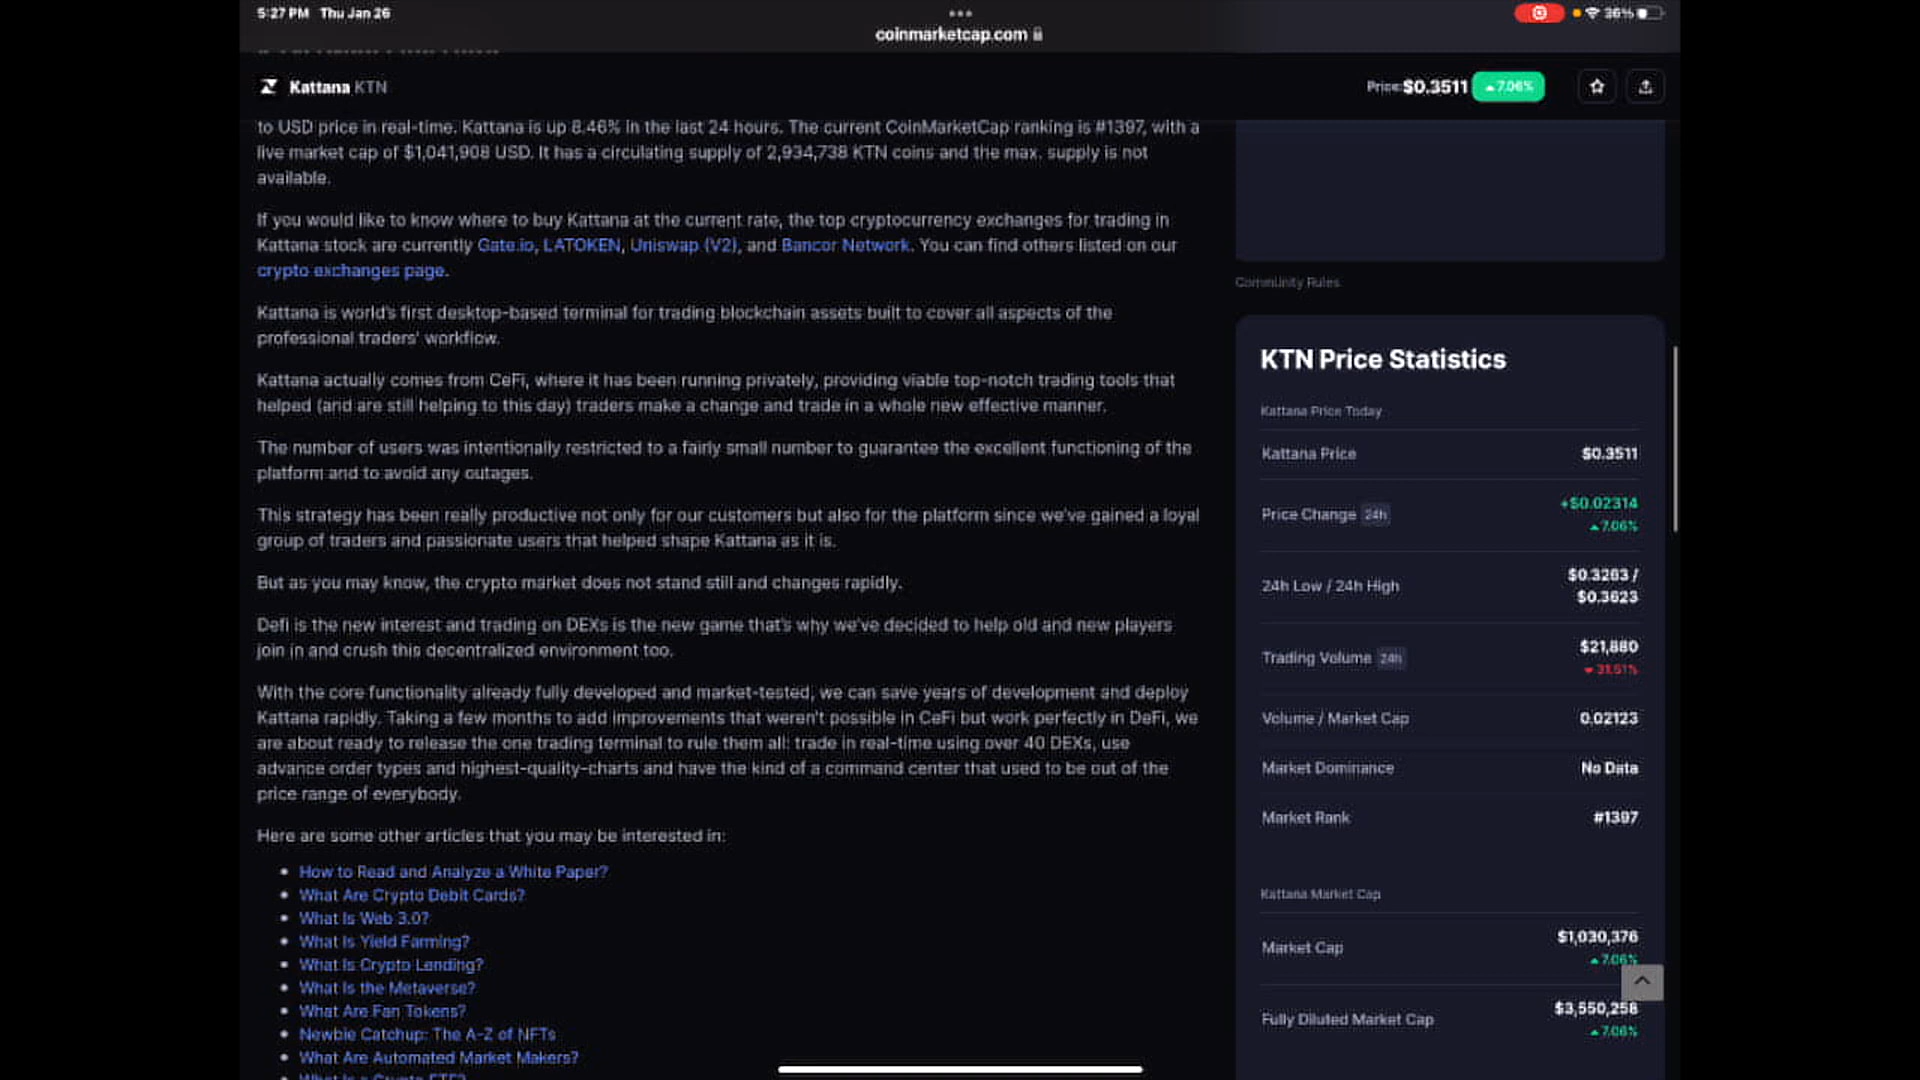 5:27 PM Thu Jan 26
•••
coinmarketcap.com
36%
Kattana KTN
Price: $0.3511
7.06%
to USD price in real-time. Kattana is up 8.46% in the last 24 hours. The current CoinMarketCap ranking is #1397, with a
live market cap of $1,041,908 USD. It has a circulating supply of 2,934,738 KTN coins and the max. supply is not
available.
If you would like to know where to buy Kattana at the current rate, the top cryptocurrency exchanges for trading in
Kattana stock are currently Gate.io, LATOKEN, Uniswap (V2), and Bancor Network. You can find others listed on our
crypto exchanges page.
Kattana is world's first desktop-based terminal for trading blockchain assets built to cover all aspects of the
professional traders' workflow.
Kattana actually comes from CeFi, where it has been running privately, providing viable top-notch trading tools that
helped (and are still helping to this day) traders make a change and trade in a whole new effective manner.
The number of users was intentionally restricted to a fairly small number to guarantee the excellent functioning of the
platform and to avoid any outages.
This strategy has been really productive not only for our customers but also for the platform since we've gained a loyal
group of traders and passionate users that helped shape Kattana as it is.
But as you may know, the crypto market does not stand still and changes rapidly.
Defi is the new interest and trading on DEXs is the new game that's why we've decided to help old and new players
join in and crush this decentralized environment too.
With the core functionality already fully developed and market-tested, we can save years of development and deploy
Kattana rapidly. Taking a few months to add improvements that weren't possible in CeFi but work perfectly in DeFi, we
are about ready to release the one trading terminal to rule them all: trade in real-time using over 40 DEXs, use
advance order types and highest-quality-charts and have the kind of a command center that used to be out of the
price range of everybody.
Here are some other articles that you may be interested in:
• How to Read and Analyze a White Paper?
• What Are Crypto Debit Cards?
• What Is Web 3.0?
• What Is Yield Farming?
• What Is Crypto Lending?
• What Is the Metaverse?
• What Are Fan Tokens?
• Newbie Catchup: The A-Z of NFTs
• What Are Automated Market Makers?
Community Rules
KTN Price Statistics
Kattana Price Today
Kattana Price $0.3511
Price Change 24h +$0.02314
7.06%
24h Low / 24h High $0.3263 /
$0.3623
Trading Volume 24h $21,880
31.51%
Volume / Market Cap 0.02123
Market Dominance No Data
Market Rank #1397
Kattana Market Cap
Market Cap $1,030,376
7.06%
Fully Diluted Market Cap $3,550,258
7.06%